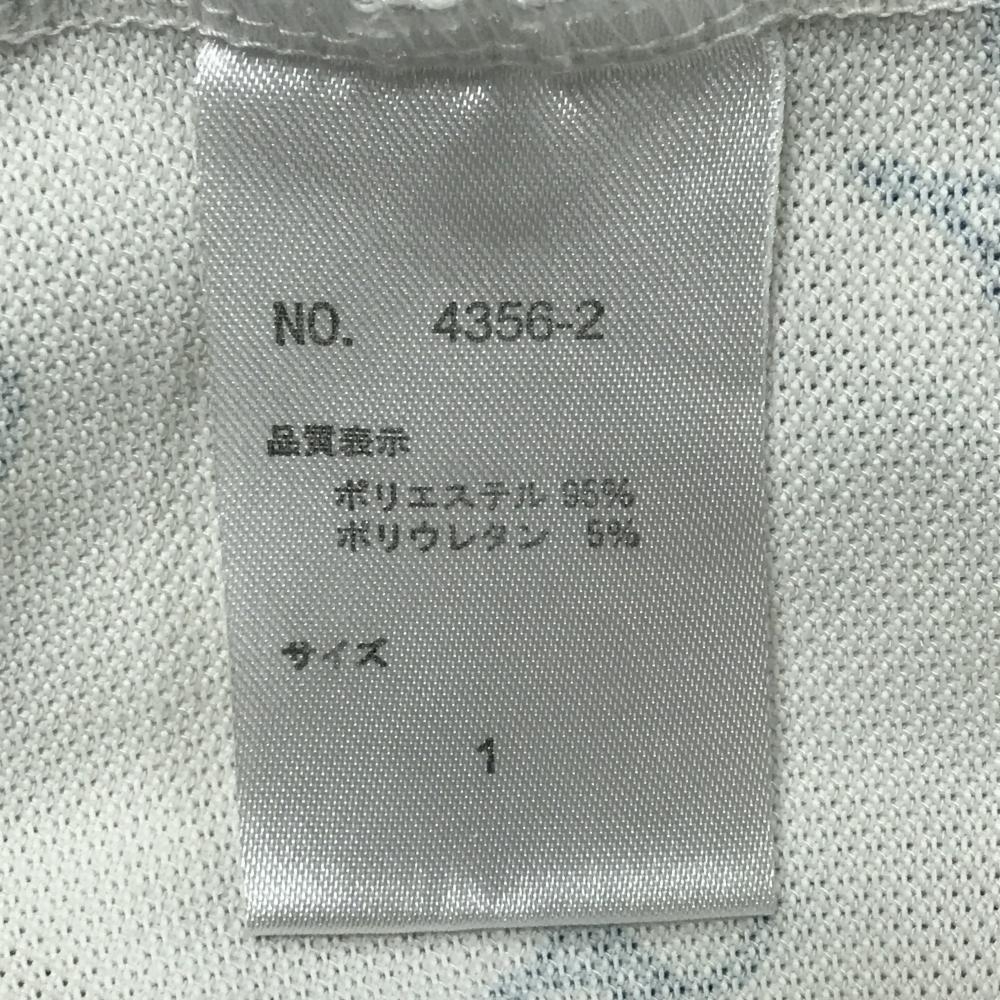 NO. 4356-2
品質表示
ポリエステル 95%
ポリウレタン 5%
サイズ
1